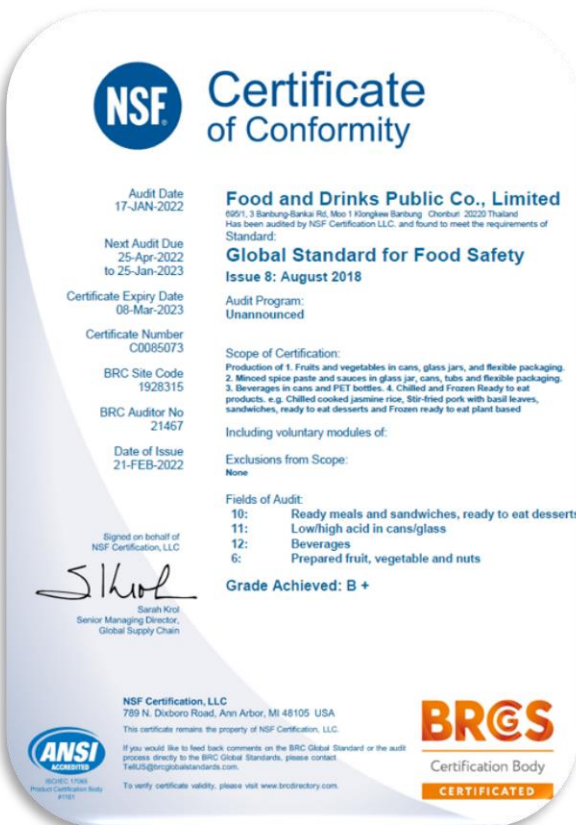 NSF
Certificate
of Conformity
Audit Date
17-JAN-2022
Next Audit Due
25-Apr-2022
to 25-Jan-2023
Certificate Expiry Date
08-Mar-2023
Certificate Number
C0085073
BRC Site Code
1928315
BRC Auditor No
21467
Date of Issue
21-FEB-2022
Signed on behalf of
NSF Certification, LLC
Sarah Krol
Senior Managing Director,
Global Supply Chain
Food and Drinks Public Co., Limited
695/1, 3 Banbung-Bankai Rd, Moo 1 Klongkew Banbung Chonburi 20220 Thailand
Has been audited by NSF Certification LLC. and found to meet the requirements of
Standard:
Global Standard for Food Safety
Issue 8: August 2018
Audit Program:
Unannounced
Scope of Certification:
Production of 1. Fruits and vegetables in cans, glass jars, and flexible packaging.
2. Minced spice paste and sauces in glass jar, cans, tubs and flexible packaging.
3. Beverages in cans and PET bottles. 4. Chilled and Frozen Ready to eat
products. e.g. Chilled cooked jasmine rice, Stir-fried pork with basil leaves,
sandwiches, ready to eat desserts and Frozen ready to eat plant based
Including voluntary modules of:
Exclusions from Scope:
None
Fields of Audit:
10: Ready meals and sandwiches, ready to eat desserts
11: Low/high acid in cans/glass
12: Beverages
6: Prepared fruit, vegetable and nuts
Grade Achieved: B +
NSF Certification, LLC
789 N. Dixboro Road, Ann Arbor, MI 48105 USA
This certificate remains the property of NSF Certification, LLC.
If you would like to feed back comments on the BRC Global Standard or the audit
process directly to the BRC Global Standards, please contact
TellUS@brcglobalstandards.com.
To verify certificate validity, please visit www.brcdirectory.com.
ANSI
ACCREDITED
ISO/IEC 17065
Product Certification Body
BRCGS
Certification Body
CERTIFICATED